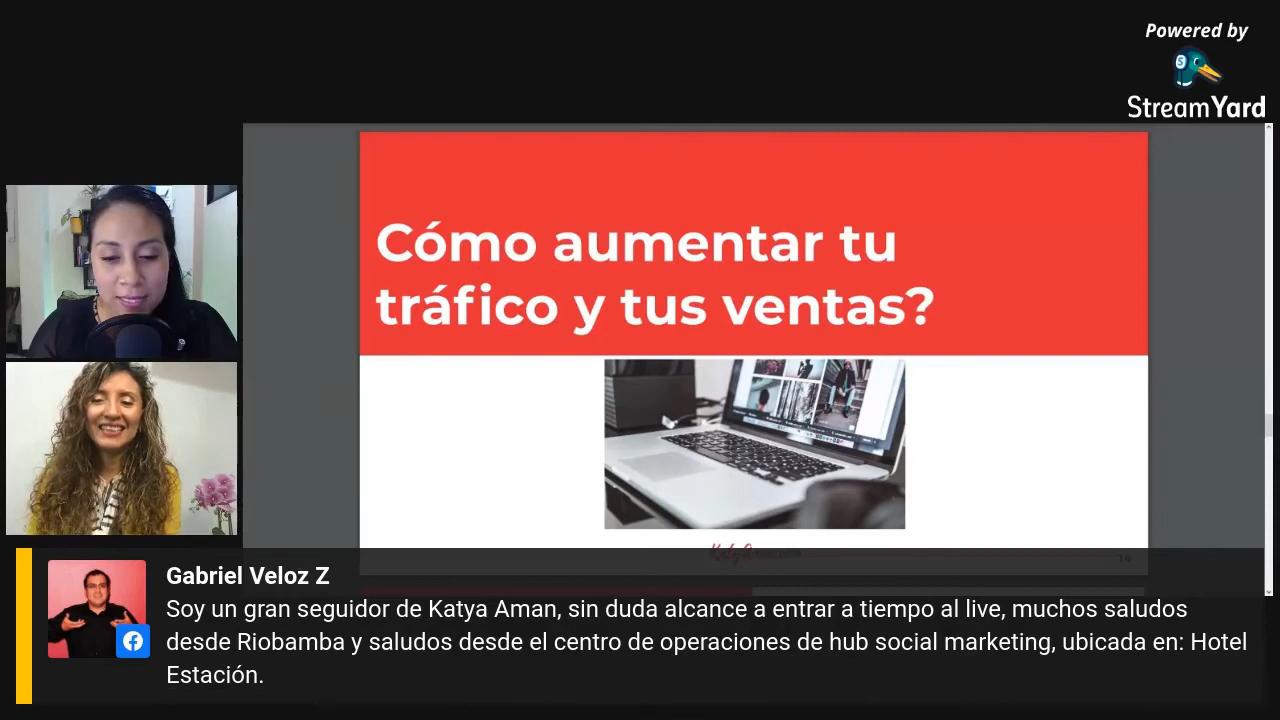 Powered by
StreamYard
Cómo aumentar tu
tráfico y tus ventas?
Gabriel Veloz Z
Soy un gran seguidor de Katya Aman, sin duda alcance a entrar a tiempo al live, muchos saludos
desde Riobamba y saludos desde el centro de operaciones de hub social marketing, ubicada en: Hotel
Estación.